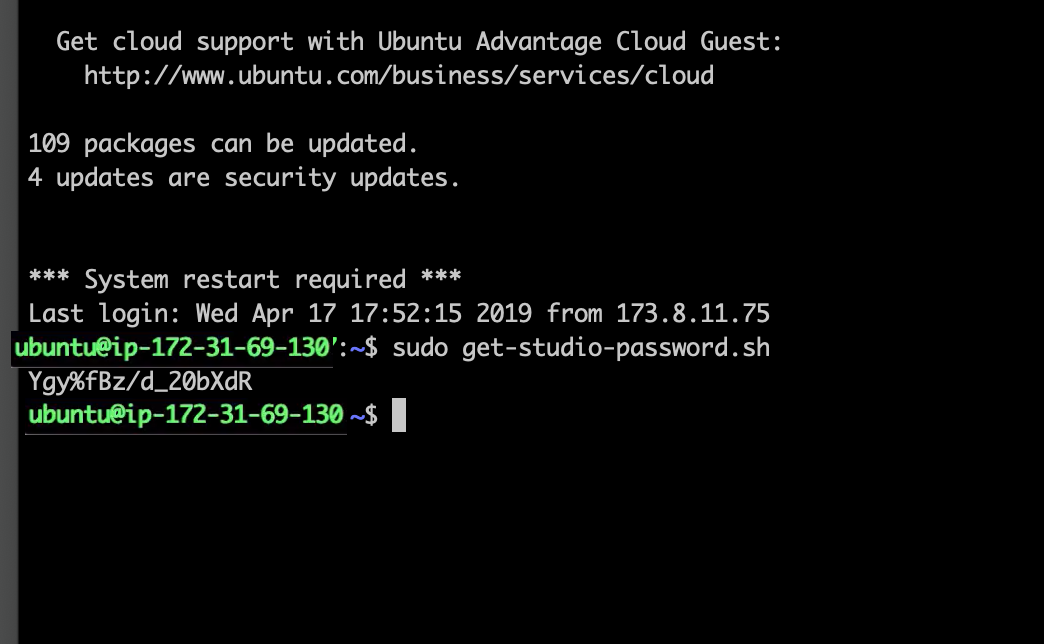 Get cloud support with Ubuntu Advantage Cloud Guest:
http://www.ubuntu.com/business/services/cloud
109 packages can be updated.
4 updates are security updates.
*** System restart required ***
Last login: Wed Apr 17 17:52:15 2019 from 173.8.11.75
ubuntu@ip-172-31-69-130':~$ sudo get-studio-password.sh
Ygy%fBz/d_20bXdR
ubuntu@ip-172-31-69-130 ~$